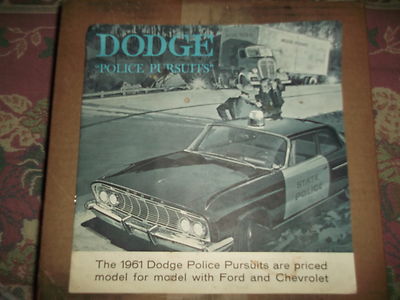 DODGE
"POLICE PURSUITS"
STATE
POLICE
The 1961 Dodge Police Pursuits are priced
model for model with Ford and Chevrolet